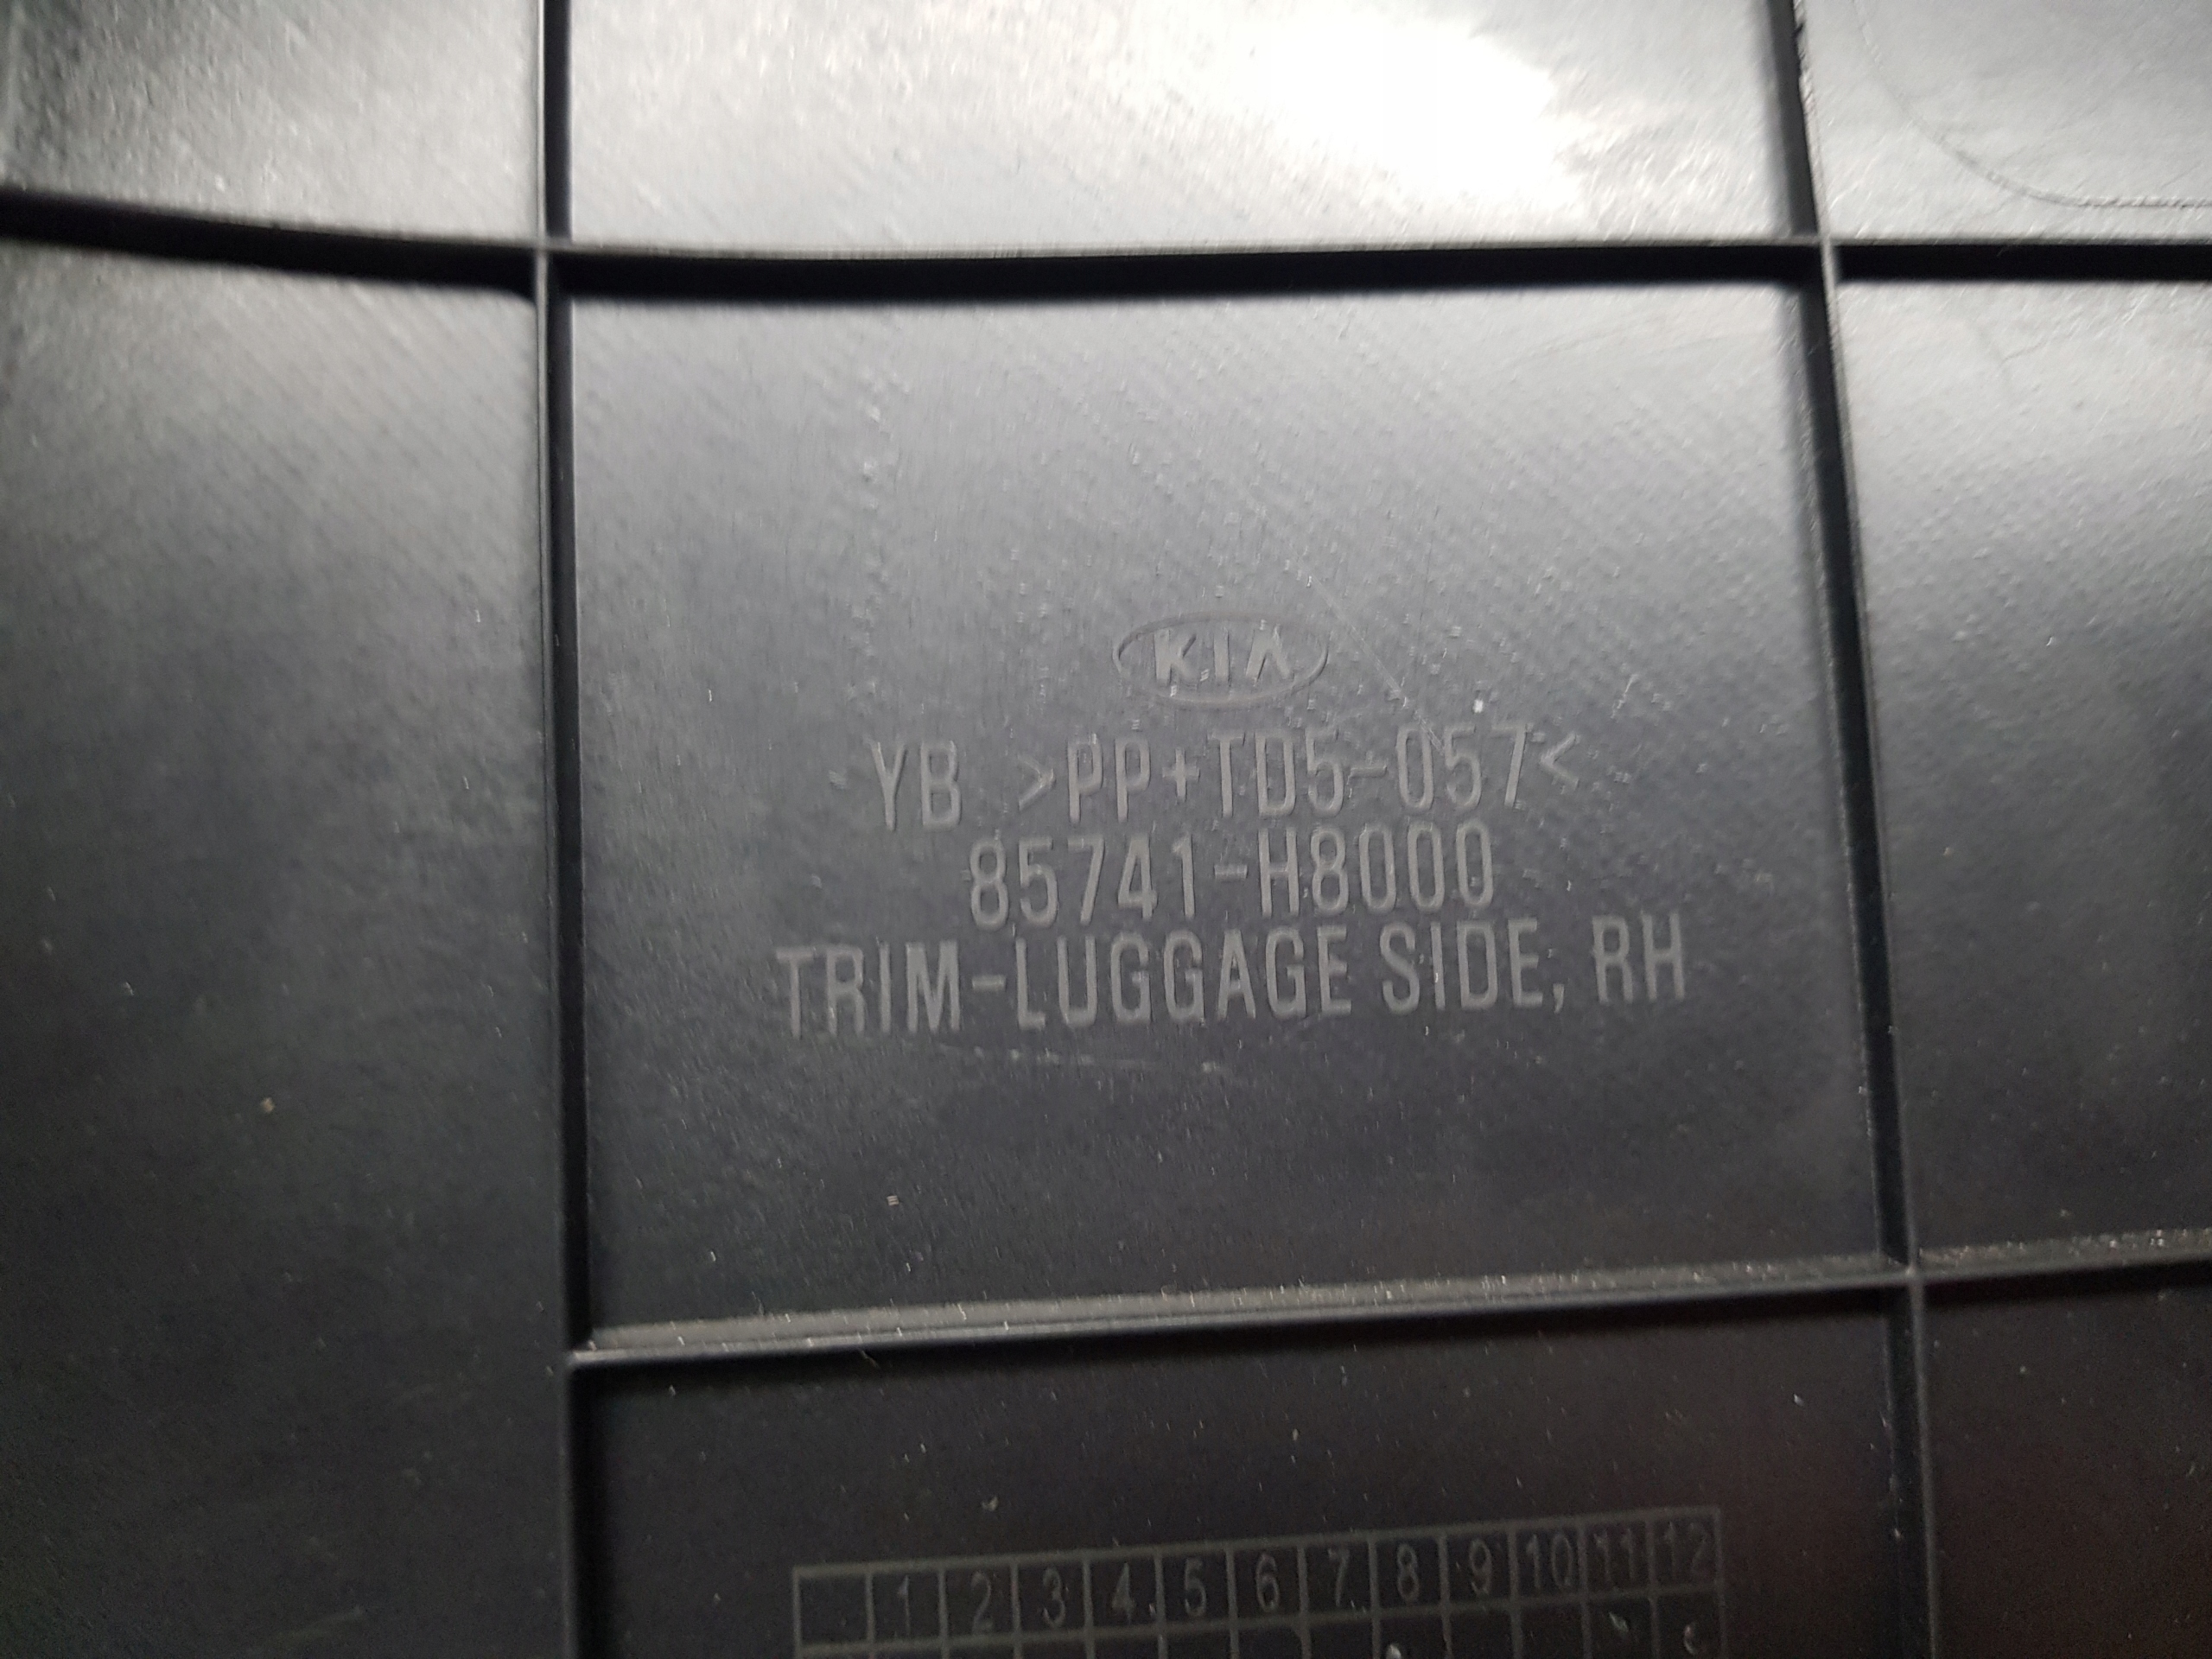 KIA
YB >PP+TD5-057<
85741-H8000
TRIM-LUGGAGE SIDE, RH
1 2 3 4 5 6 7 8 9 10 11 12